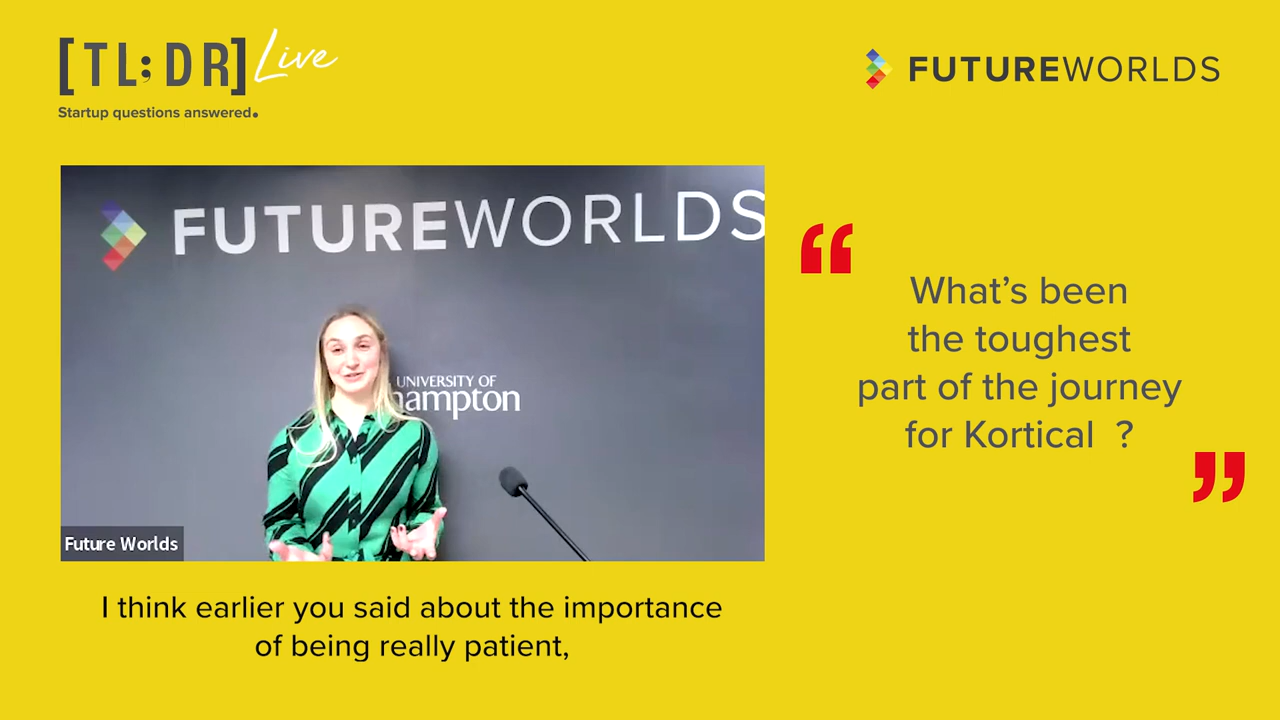 [TL;DR] Live
Startup questions answered.
FUTUREWORLDS
FUTUREWORLDS
UNIVERSITY OF
hampton
Future Worlds
“
What’s been
the toughest
part of the journey
for Kortical ?
”
I think earlier you said about the importance
of being really patient,